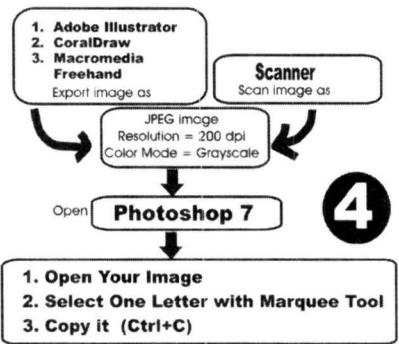 1. Adobe Illustrator
2. CoralDraw
3. Macromedia
Freehand
Export image as
Scanner
Scan image as
JPEG image
Resolution = 200 dpi
Color Mode = Grayscale
Open
Photoshop 7
4
1. Open Your Image
2. Select One Letter with Marquee Tool
3. Copy it (Ctrl+C)